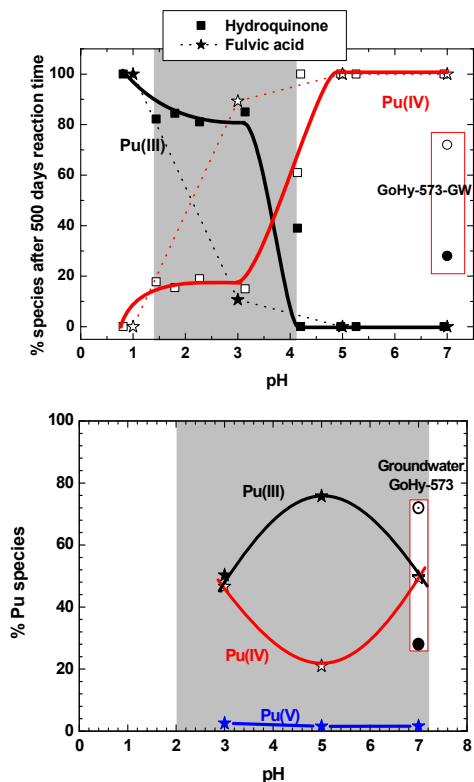 Hydroquinone
Fulvic acid
% species after 500 days reaction time
100
80
60
40
20
0
Pu(III)
Pu(IV)
GoHy-573-GW
0 1 2 3 4 5 6 7
pH
% Pu species
100
80
60
40
20
0
Groundwater
GoHy-573
Pu(III)
Pu(IV)
Pu(V)
0 1 2 3 4 5 6 7 8
pH